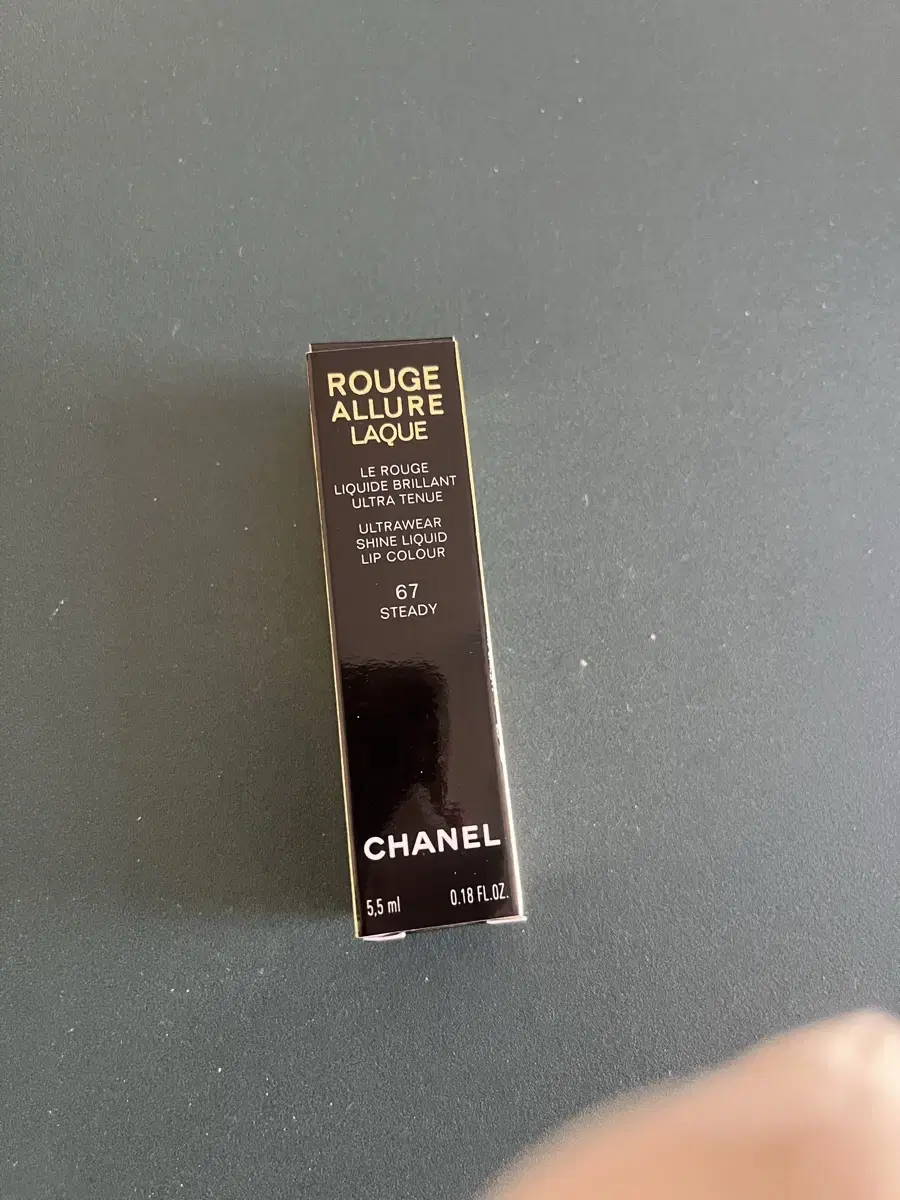 ROUGE
ALLURE
LAQUE
LE ROUGE
LIQUIDE BRILLANT
ULTRA TENUE
ULTRAWEAR
SHINE LIQUID
LIP COLOUR
67
STEADY
CHANEL
5,5 ml 0.18 FL.OZ.